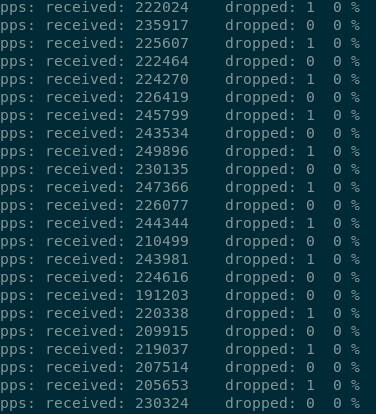 pps: received: 222024 dropped: 1 0 %
pps: received: 235917 dropped: 0 0 %
pps: received: 225607 dropped: 1 0 %
pps: received: 222464 dropped: 0 0 %
pps: received: 224270 dropped: 1 0 %
pps: received: 226419 dropped: 0 0 %
pps: received: 245799 dropped: 1 0 %
pps: received: 243534 dropped: 0 0 %
pps: received: 249896 dropped: 1 0 %
pps: received: 230135 dropped: 0 0 %
pps: received: 247366 dropped: 1 0 %
pps: received: 226077 dropped: 0 0 %
pps: received: 244344 dropped: 1 0 %
pps: received: 210499 dropped: 0 0 %
pps: received: 243981 dropped: 1 0 %
pps: received: 224616 dropped: 0 0 %
pps: received: 191203 dropped: 0 0 %
pps: received: 220338 dropped: 1 0 %
pps: received: 209915 dropped: 0 0 %
pps: received: 219037 dropped: 1 0 %
pps: received: 207514 dropped: 0 0 %
pps: received: 205653 dropped: 1 0 %
pps: received: 230324 dropped: 0 0 %